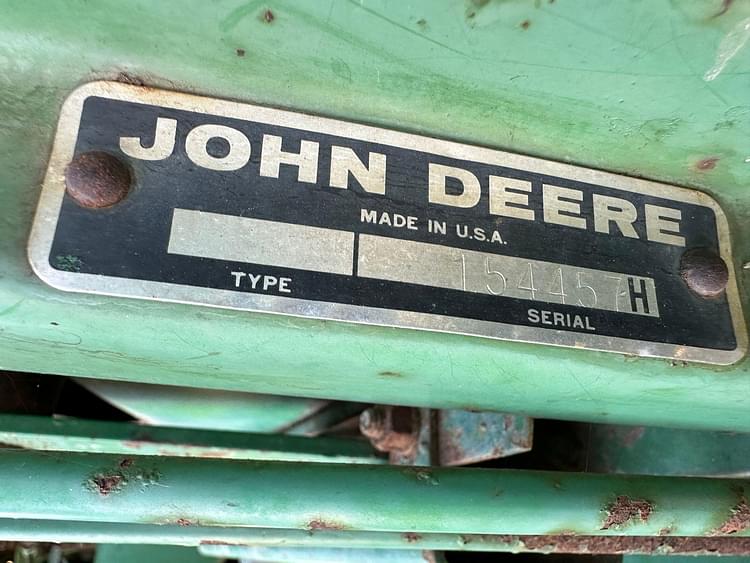 JOHN DEERE
MADE IN U.S.A.
154457H
TYPE
SERIAL